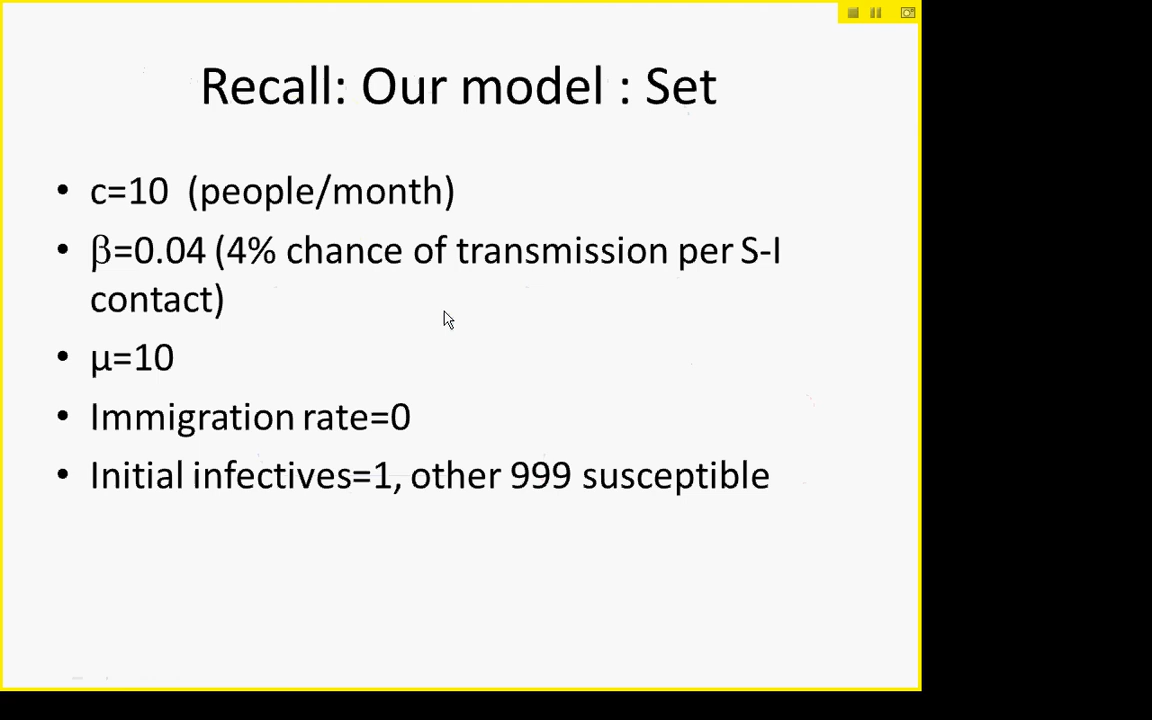 Recall: Our model : Set
• c=10 (people/month)
• β=0.04 (4% chance of transmission per S-I
contact)
• μ=10
• Immigration rate=0
• Initial infectives=1, other 999 susceptible